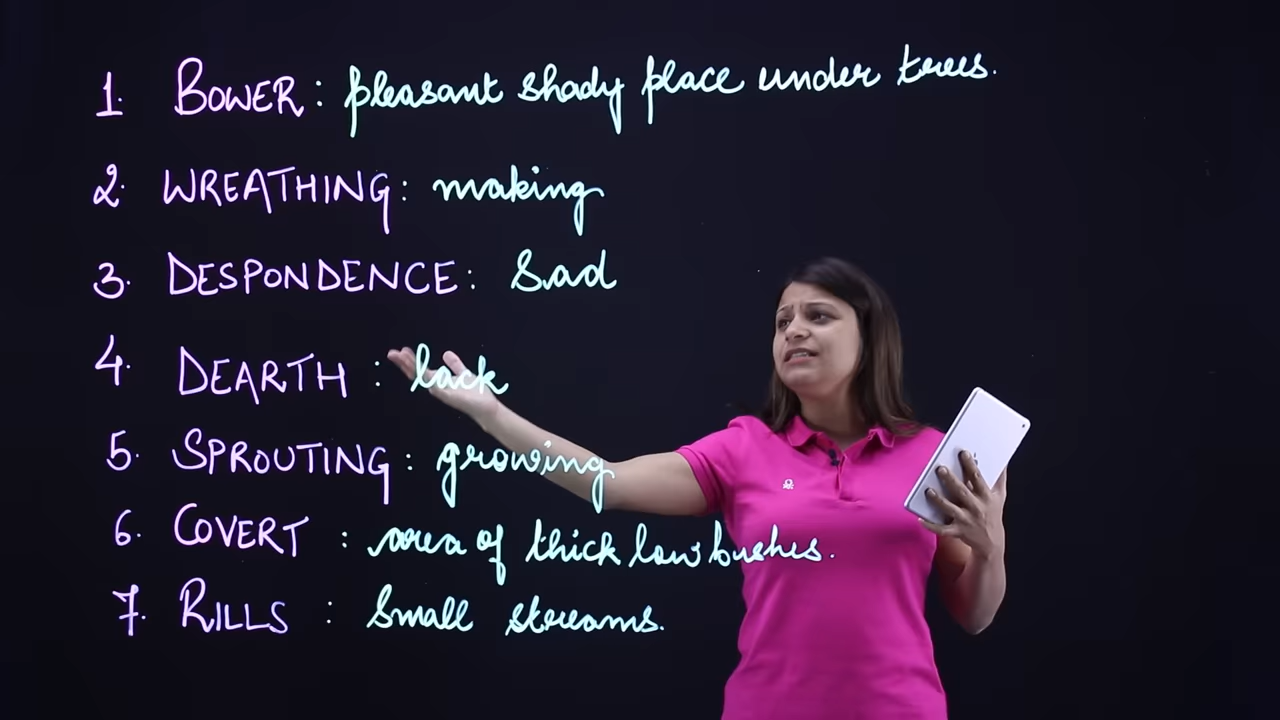 1. BOWER: pleasant shady place under trees.
2. WREATHING: making
3. DESPONDENCE: Sad
4. DEARTH: lack
5. SPROUTING: growing
6. COVERT: area of thick low bushes.
7. RILLS: Small streams.